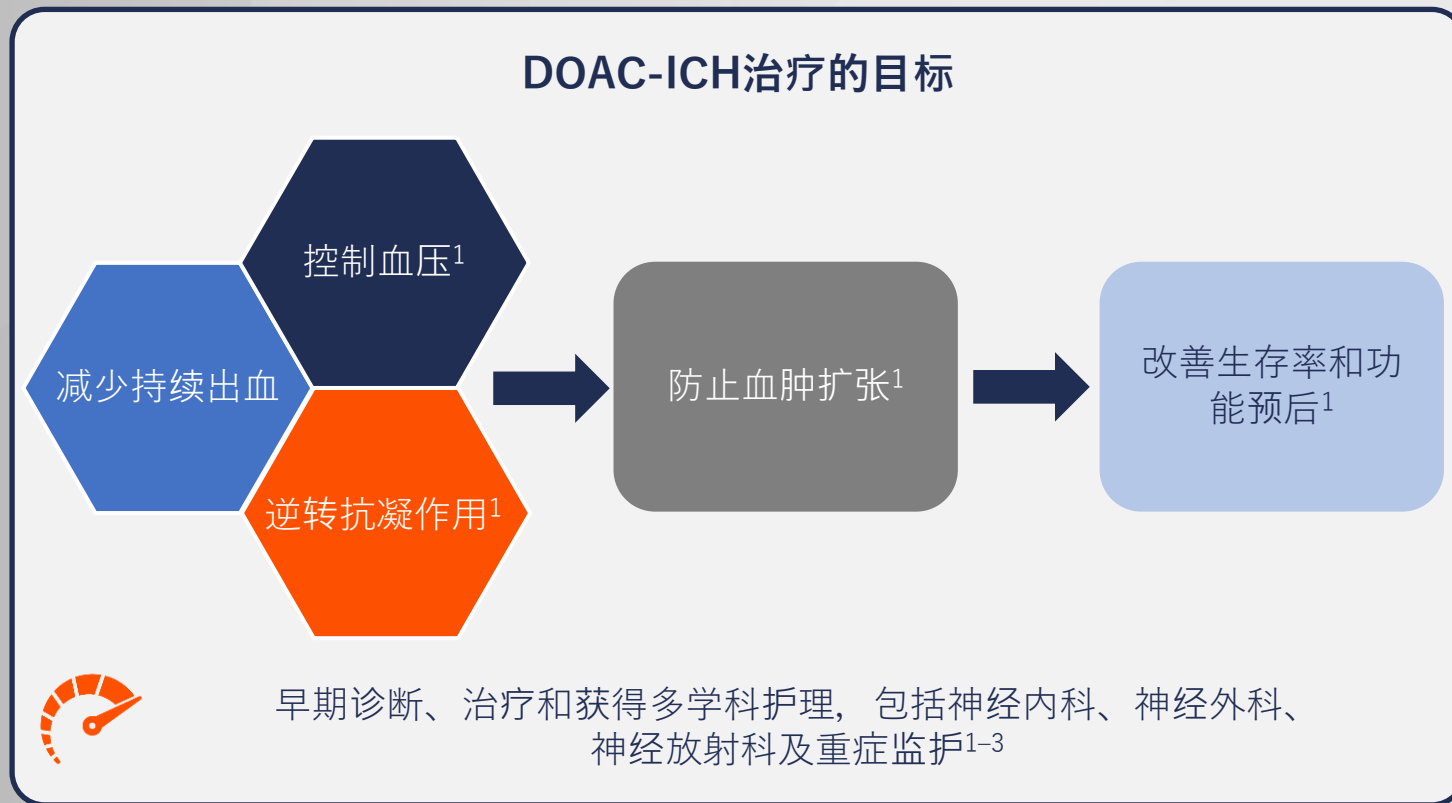 DOAC-ICH治疗的目标
控制血压1
减少持续出血
逆转抗凝作用1
防止血肿扩张1
改善生存率和功
能预后1
早期诊断、治疗和获得多学科护理, 包括神经内科、神经外科、
神经放射科及重症监护1–3